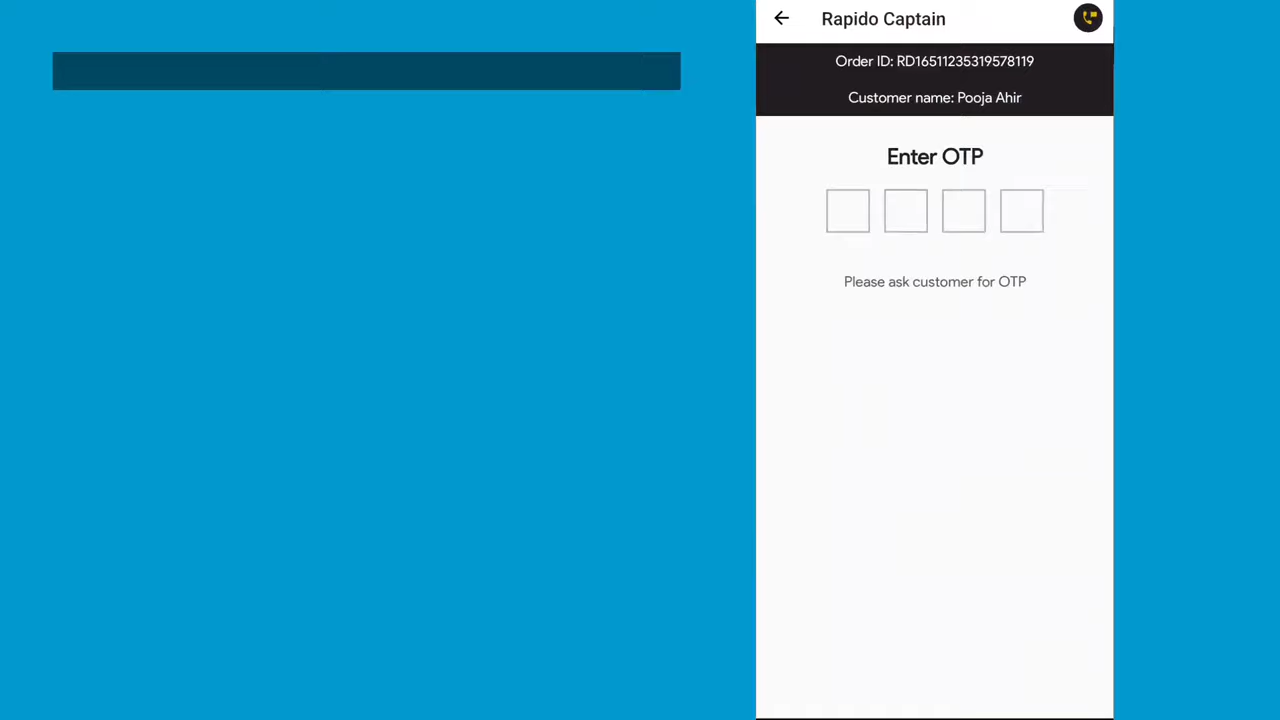 Rapido Captain
Order ID: RD16511235319578119
Customer name: Pooja Ahir
Enter OTP
Please ask customer for OTP